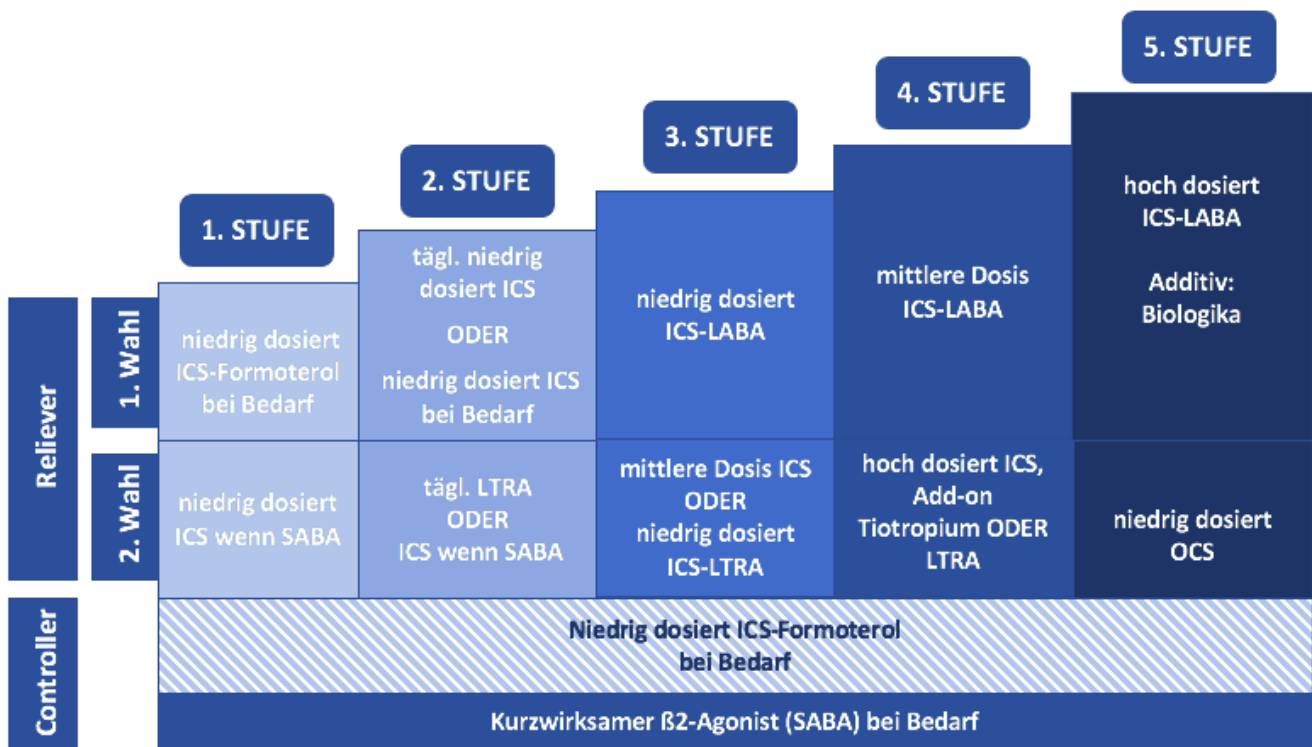 5. STUFE
4. STUFE
3. STUFE
2. STUFE
1. STUFE
Reliever
1. Wahl
niedrig dosiert
ICS-Formoterol
bei Bedarf
tägl. niedrig
dosiert ICS
ODER
niedrig dosiert ICS
bei Bedarf
niedrig dosiert
ICS-LABA
mittlere Dosis
ICS-LABA
hoch dosiert
ICS-LABA
Additiv:
Biologika
2. Wahl
niedrig dosiert
ICS wenn SABA
tägl. LTRA
ODER
ICS wenn SABA
mittlere Dosis ICS
ODER
niedrig dosiert
ICS-LTRA
hoch dosiert ICS,
Add-on
Tiotropium ODER
LTRA
niedrig dosiert
OCS
Controller
Niedrig dosiert ICS-Formoterol
bei Bedarf
Kurzwirksamer ß2-Agonist (SABA) bei Bedarf